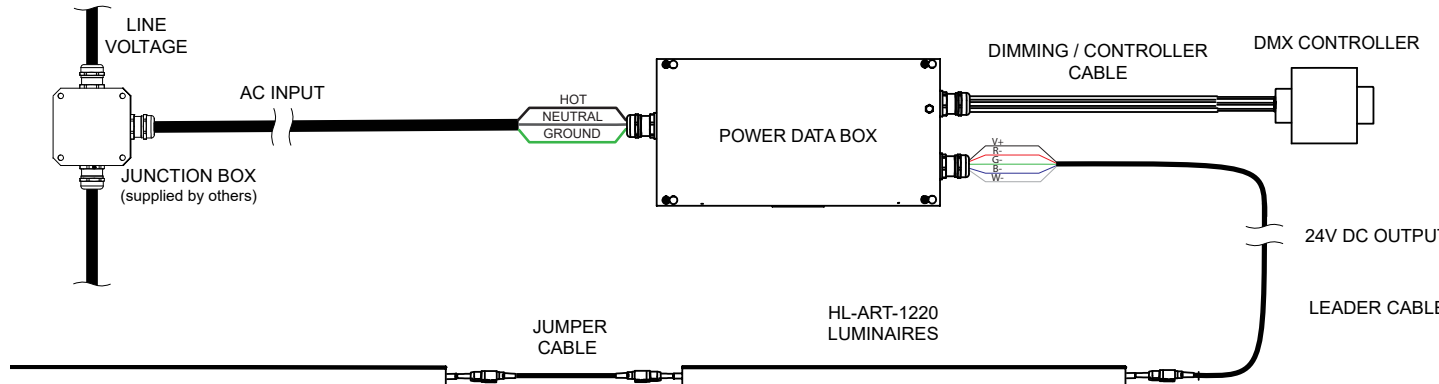 LINE
VOLTAGE
AC INPUT
HOT
NEUTRAL
GROUND
JUNCTION BOX
(supplied by others)
POWER DATA BOX
DIMMING / CONTROLLER
CABLE
DMX CONTROLLER
V+
R-
G-
B-
W-
24V DC OUTPUT
LEADER CABLE
HL-ART-1220
LUMINAIRES
JUMPER
CABLE